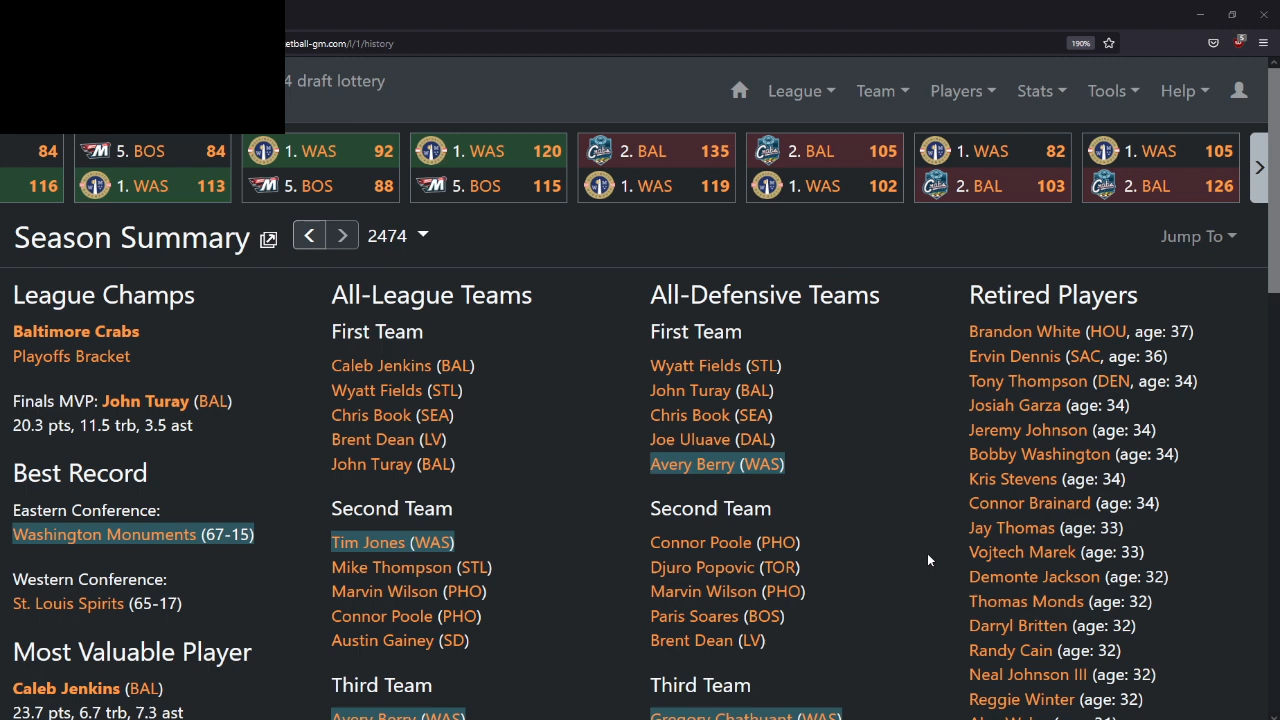 etball-gm.com/l/1/history
190%
5
4 draft lottery
League
Team
Players
Stats
Tools
Help
84
116
5. BOS 84
1. WAS 113
1. WAS 92
5. BOS 88
1. WAS 120
5. BOS 115
2. BAL 135
1. WAS 119
2. BAL 105
1. WAS 102
1. WAS 82
2. BAL 103
1. WAS 105
2. BAL 126
Season Summary
2474
Jump To
League Champs
Baltimore Crabs
Playoffs Bracket
Finals MVP: John Turay (BAL)
20.3 pts, 11.5 trb, 3.5 ast
Best Record
Eastern Conference:
Washington Monuments (67-15)
Western Conference:
St. Louis Spirits (65-17)
Most Valuable Player
Caleb Jenkins (BAL)
23.7 pts, 6.7 trb, 7.3 ast
All-League Teams
First Team
Caleb Jenkins (BAL)
Wyatt Fields (STL)
Chris Book (SEA)
Brent Dean (LV)
John Turay (BAL)
Second Team
Tim Jones (WAS)
Mike Thompson (STL)
Marvin Wilson (PHO)
Connor Poole (PHO)
Austin Gainey (SD)
Third Team
Avery Berry (WAS)
All-Defensive Teams
First Team
Wyatt Fields (STL)
John Turay (BAL)
Chris Book (SEA)
Joe Uluave (DAL)
Avery Berry (WAS)
Second Team
Connor Poole (PHO)
Djuro Popovic (TOR)
Marvin Wilson (PHO)
Paris Soares (BOS)
Brent Dean (LV)
Third Team
Gregory Chathuant (WAS)
Retired Players
Brandon White (HOU, age: 37)
Ervin Dennis (SAC, age: 36)
Tony Thompson (DEN, age: 34)
Josiah Garza (age: 34)
Jeremy Johnson (age: 34)
Bobby Washington (age: 34)
Kris Stevens (age: 34)
Connor Brainard (age: 34)
Jay Thomas (age: 33)
Vojtech Marek (age: 33)
Demonte Jackson (age: 32)
Thomas Monds (age: 32)
Darryl Britten (age: 32)
Randy Cain (age: 32)
Neal Johnson III (age: 32)
Reggie Winter (age: 32)